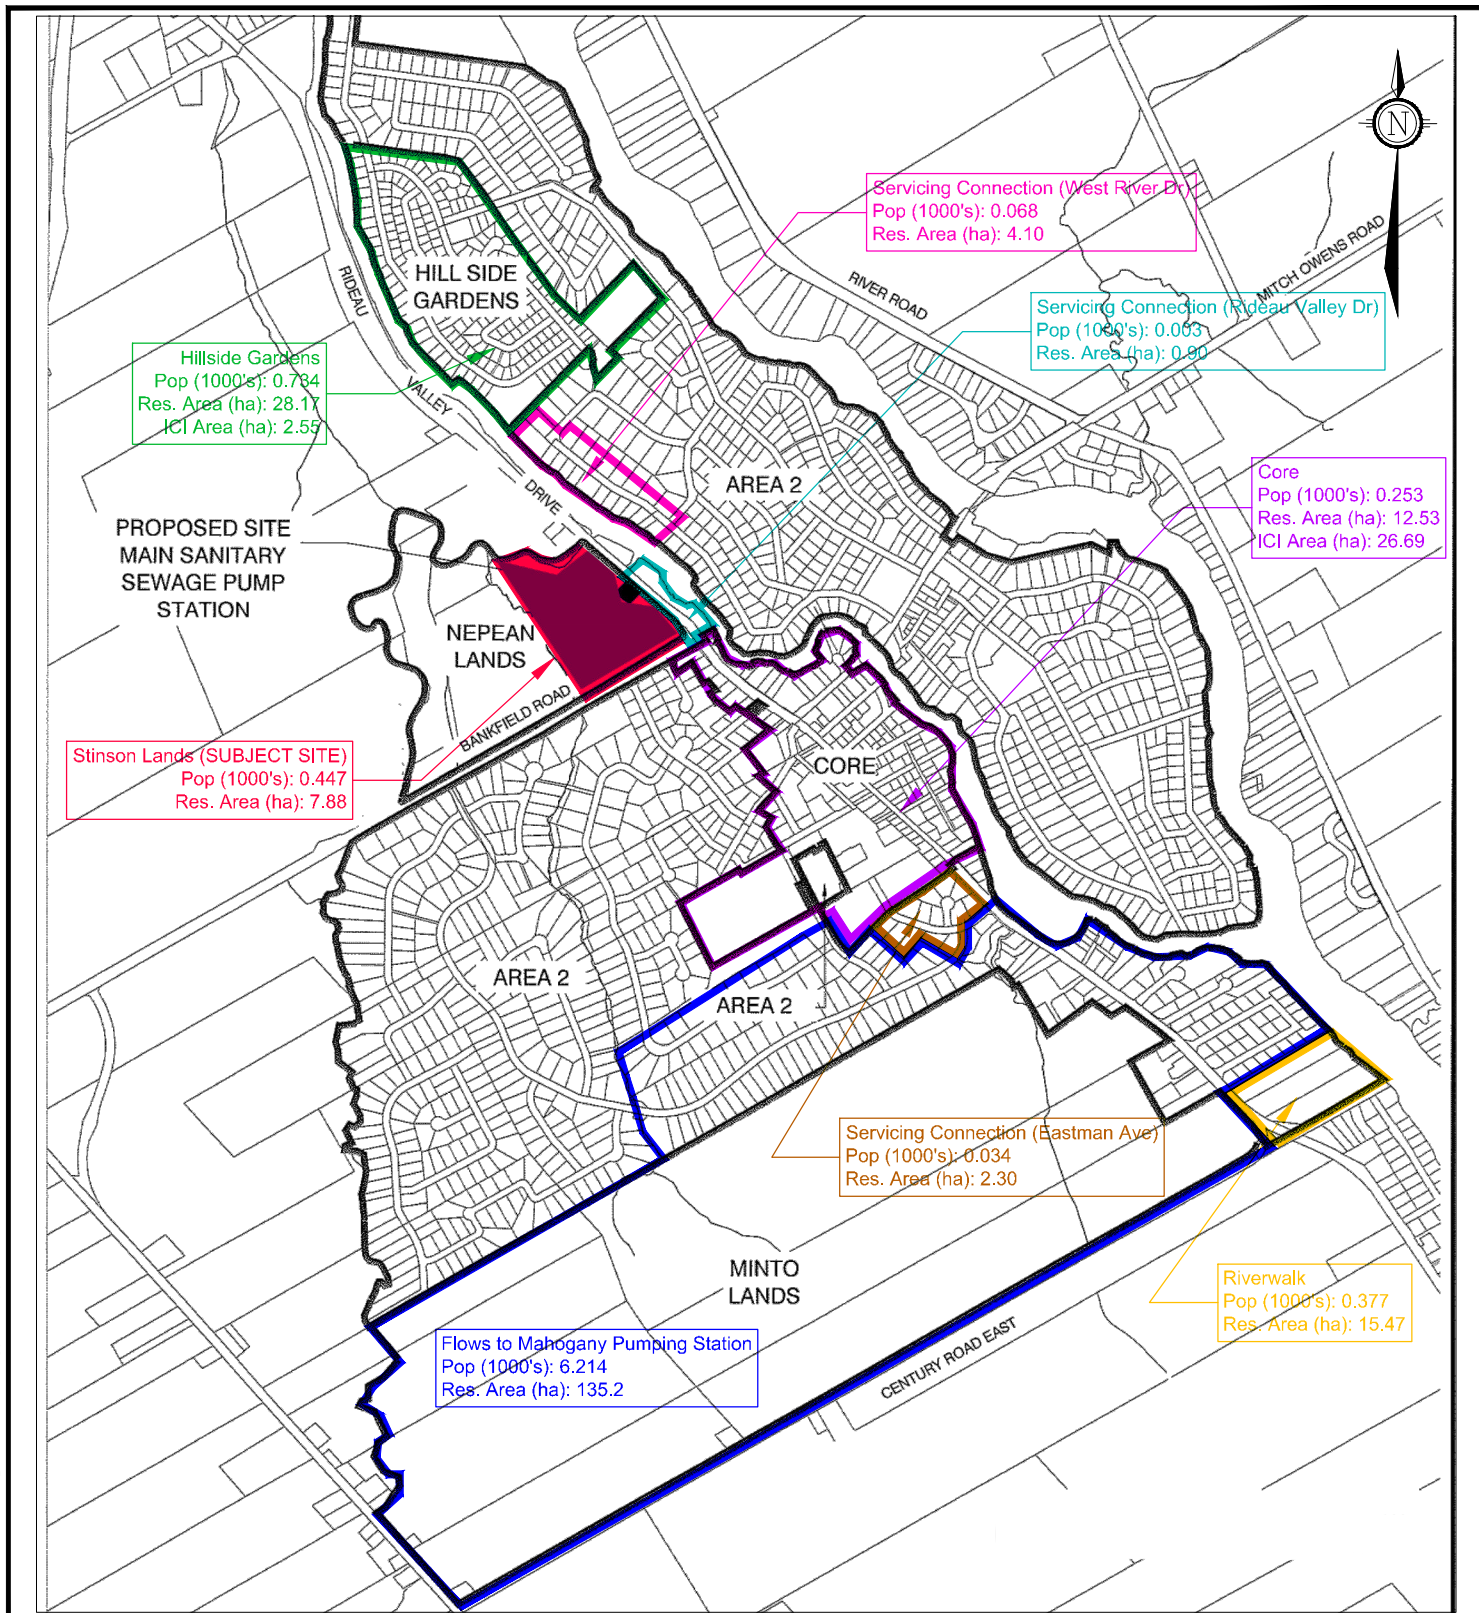 N
Servicing Connection (West River Dr)
Pop (1000's): 0.068
Res. Area (ha): 4.10
RIVER ROAD
MITCH OWENS ROAD
HILL SIDE
GARDENS
RIDEAU
VALLEY
DRIVE
Servicing Connection (Rideau Valley Dr)
Pop (1000's): 0.003
Res. Area (ha): 0.90
Hillside Gardens
Pop (1000's): 0.734
Res. Area (ha): 28.17
ICI Area (ha): 2.55
AREA 2
Core
Pop (1000's): 0.253
Res. Area (ha): 12.53
ICI Area (ha): 26.69
PROPOSED SITE
MAIN SANITARY
SEWAGE PUMP
STATION
NEPEAN
LANDS
BANKFIELD ROAD
Stinson Lands (SUBJECT SITE)
Pop (1000's): 0.447
Res. Area (ha): 7.88
CORE
AREA 2
AREA 2
Servicing Connection (Eastman Ave)
Pop (1000's): 0.034
Res. Area (ha): 2.30
MINTO
LANDS
Riverwalk
Pop (1000's): 0.377
Res. Area (ha): 15.47
Flows to Mahogany Pumping Station
Pop (1000's): 6.214
Res. Area (ha): 135.2
CENTURY ROAD EAST